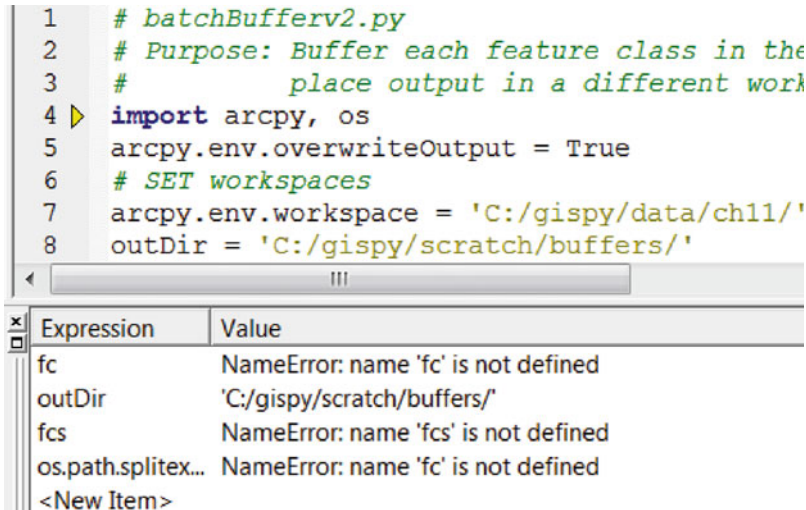 1 # batchBufferv2.py
2 # Purpose: Buffer each feature class in the
3 # place output in a different work
4 import arcpy, os
5 arcpy.env.overwriteOutput = True
6 # SET workspaces
7 arcpy.env.workspace = 'C:/gispy/data/ch11/'
8 outDir = 'C:/gispy/scratch/buffers/'
Expression Value
fc NameError: name 'fc' is not defined
outDir 'C:/gispy/scratch/buffers/'
fcs NameError: name 'fcs' is not defined
os.path.splitex... NameError: name 'fc' is not defined
<New Item>